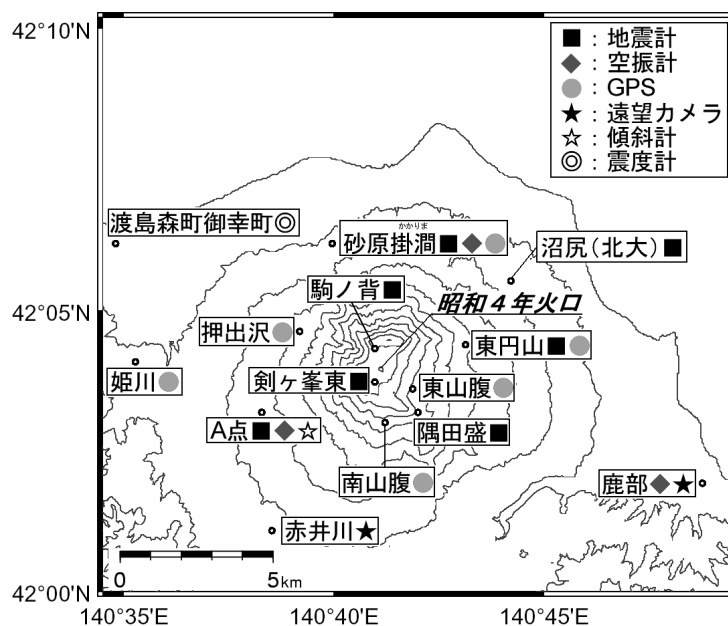 42°10'N
■：地震計
◆：空振計
●：GPS
★：遠望カメラ
☆：傾斜計
◎：震度計
渡島森町御幸町◎
かかりま
砂原掛澗■◆●
沼尻（北大）■
駒ノ背■
昭和４年火口
42°05'N
押出沢●
東円山■●
姫川●
剣ヶ峯東■
東山腹●
A点■◆☆
隅田盛■
南山腹●
鹿部◆★
赤井川★
0
5km
42°00'N
140°35'E
140°40'E
140°45'E